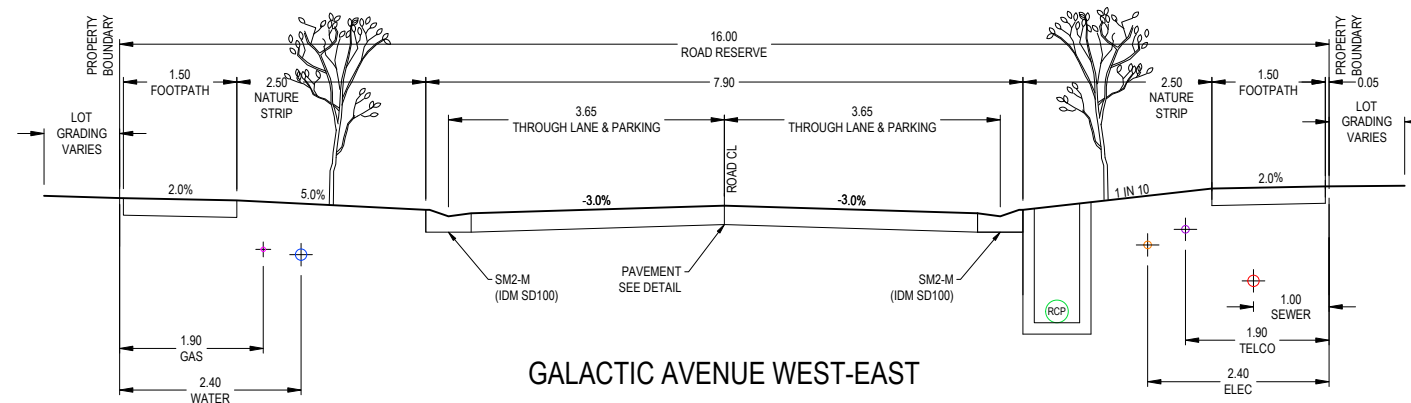 PROPERTY
BOUNDARY
16.00
ROAD RESERVE
PROPERTY
BOUNDARY
1.50
FOOTPATH
2.50
NATURE
STRIP
7.90
2.50
NATURE
STRIP
1.50
FOOTPATH
0.05
LOT
GRADING
VARIES
3.65
THROUGH LANE & PARKING
3.65
THROUGH LANE & PARKING
LOT
GRADING
VARIES
ROAD CL
2.0%
5.0%
-3.0%
-3.0%
1 IN 10
2.0%
SM2-M
(IDM SD100)
PAVEMENT
SEE DETAIL
SM2-M
(IDM SD100)
RCP
1.00
SEWER
1.90
GAS
1.90
TELCO
2.40
WATER
2.40
ELEC
GALACTIC AVENUE WEST-EAST